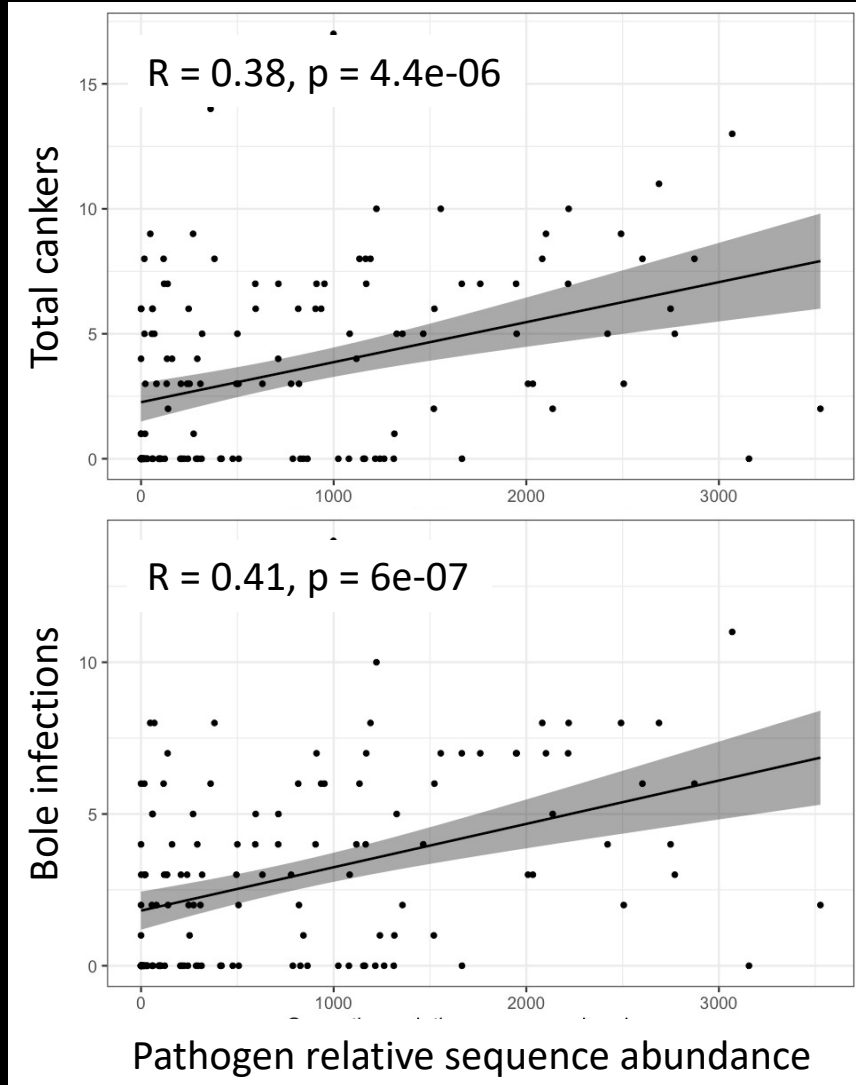 R = 0.38, p = 4.4e-06
Total cankers
15
10
5
0
0 1000 2000 3000
R = 0.41, p = 6e-07
Bole infections
10
5
0
0 1000 2000 3000
Pathogen relative sequence abundance